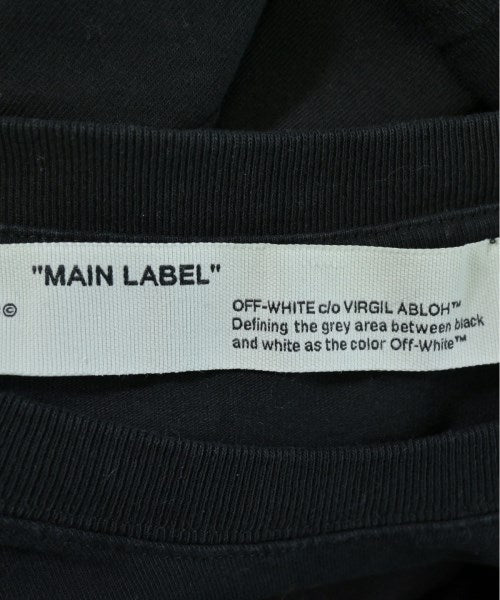 "MAIN LABEL"
©
OFF-WHITE c/o VIRGIL ABLOH™
Defining the grey area between black
and white as the color Off-White™